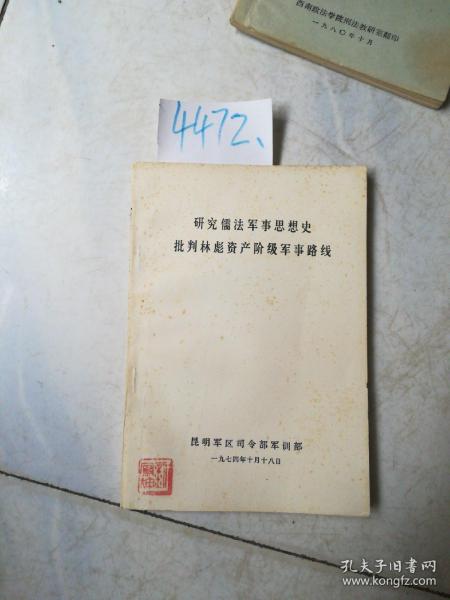 西南政法学院刑法教研室翻印
一九八〇年十月
4472、
研究儒法军事思想史
批判林彪资产阶级军事路线
昆明军区司令部军训部
一九七四年十月十八日
孔夫子旧书网
www.kongfz.com